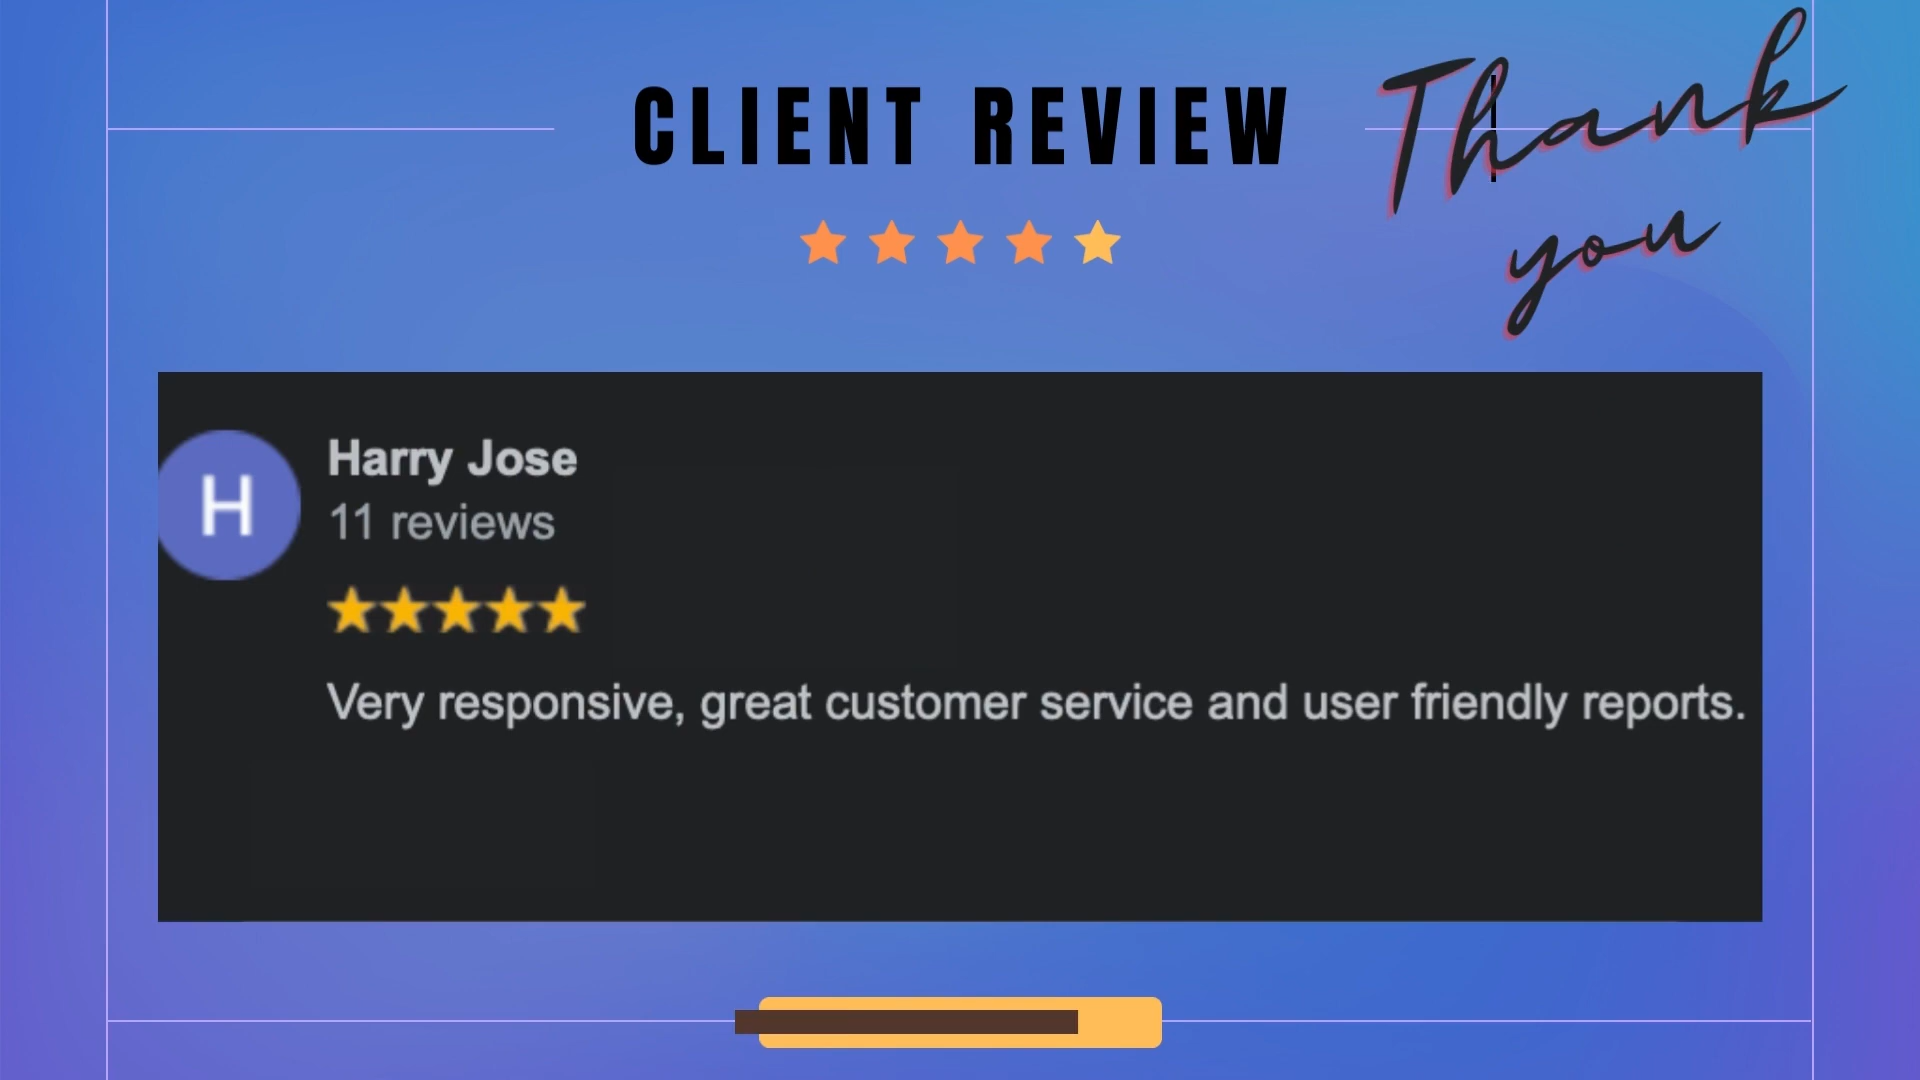 CLIENT REVIEW
Thank
you
H
Harry Jose
11 reviews
Very responsive, great customer service and user friendly reports.